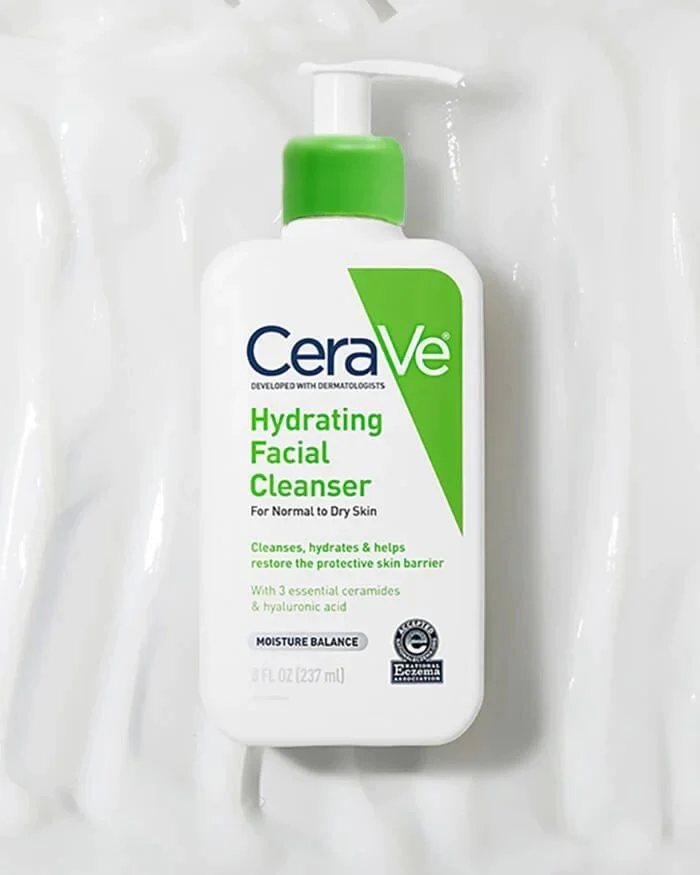 CeraVe®
DEVELOPED WITH DERMATOLOGISTS
Hydrating
Facial
Cleanser
For Normal to Dry Skin
Cleanses, hydrates & helps
restore the protective skin barrier
With 3 essential ceramides
& hyaluronic acid
MOISTURE BALANCE
8 FL OZ (237 ml)
ACCEPTED
e
NATIONAL
Eczema
ASSOCIATION